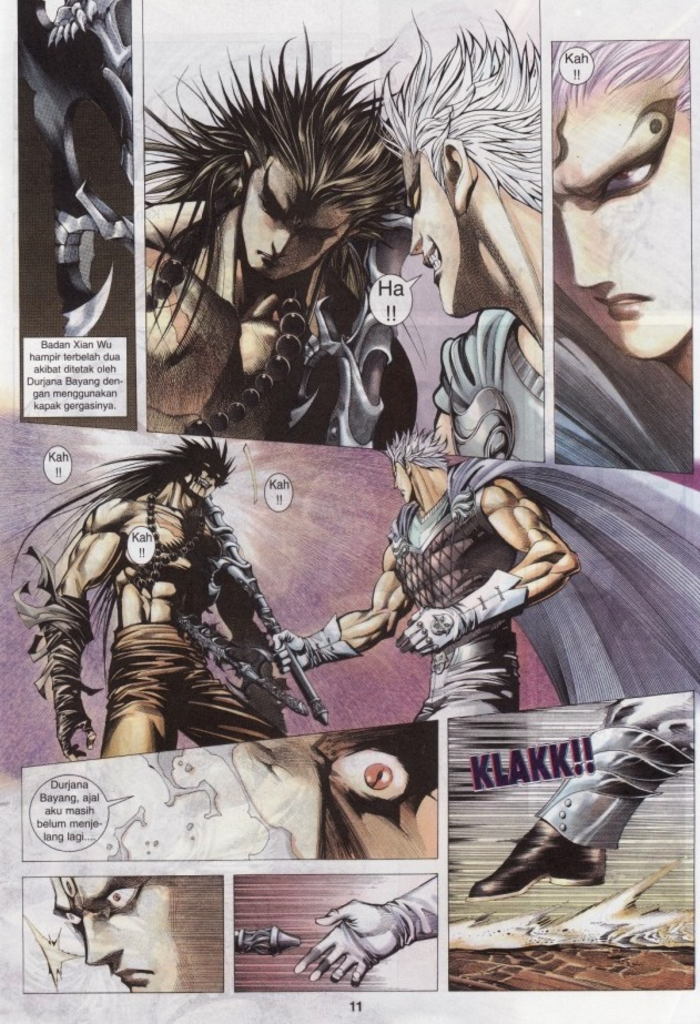 Badan Xian Wu
hampir terbelah dua
akibat ditetak oleh
Durjana Bayang den-
gan menggunakan
kapak gergasinya.
Ha
!!
Kah
!!
Kah
!!
Kah
!!
Kah
!!
Durjana
Bayang, ajal
aku masih
belum menje-
lang lagi....
KLAKK!!
11